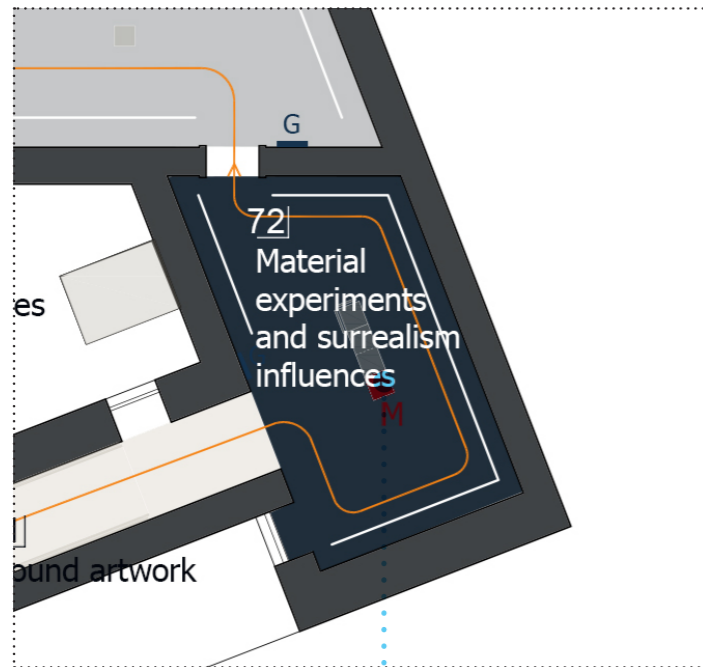 G
72
Material
experiments
and surrealism
influences
es
M
ound artwork